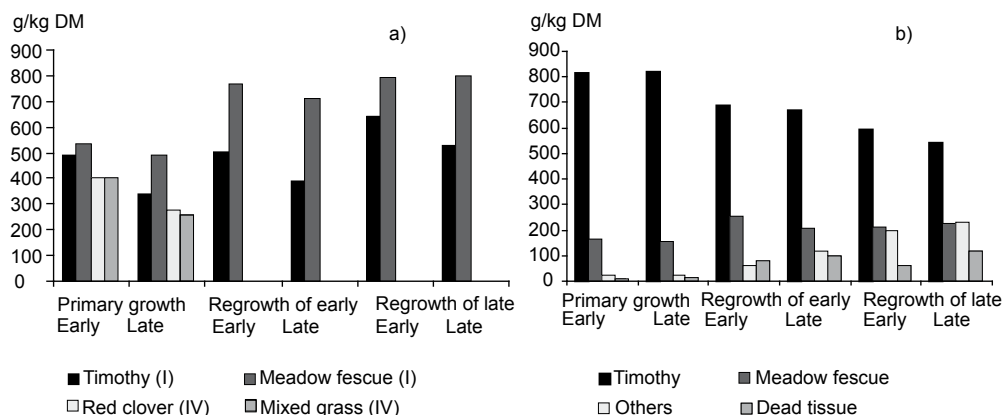 g/kg DM
a)
900
800
700
600
500
400
300
200
100
0
Primary growth Regrowth of early Regrowth of late
Early Late Early Late Early Late
Timothy (I) Meadow fescue (I)
Red clover (IV) Mixed grass (IV)
g/kg DM
b)
900
800
700
600
500
400
300
200
100
0
Primary growth Regrowth of early Regrowth of late
Early Late Early Late Early Late
Timothy Meadow fescue
Others Dead tissue